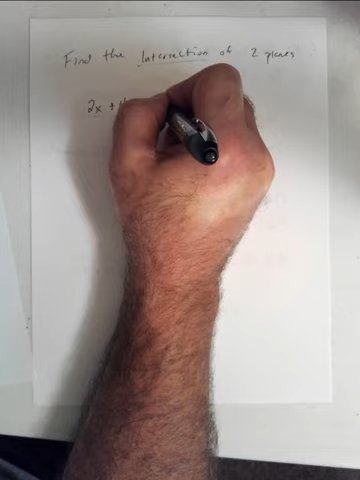 Find the Intersection of 2 planes
2x +